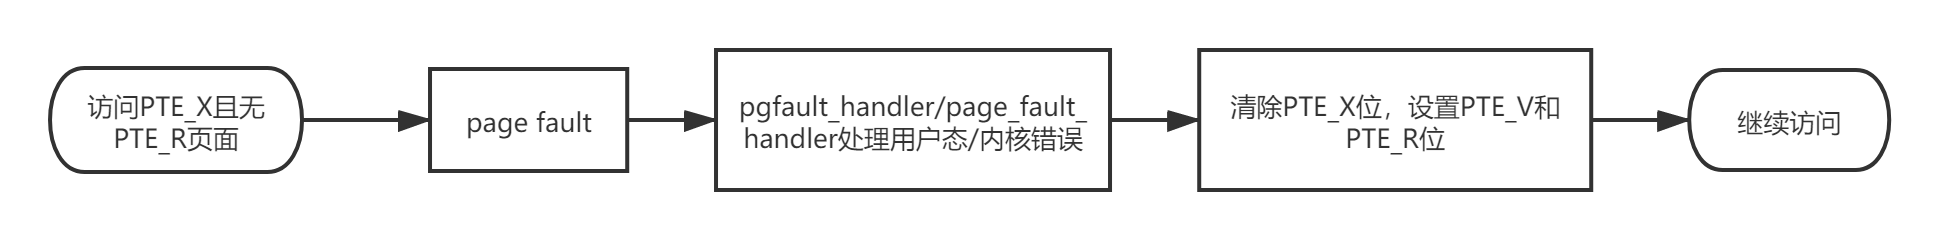 访问PTE_X且无
PTE_R页面
page fault
pgfault_handler/page_fault_
handler处理用户态/内核错误
清除PTE_X位，设置PTE_V和
PTE_R位
继续访问